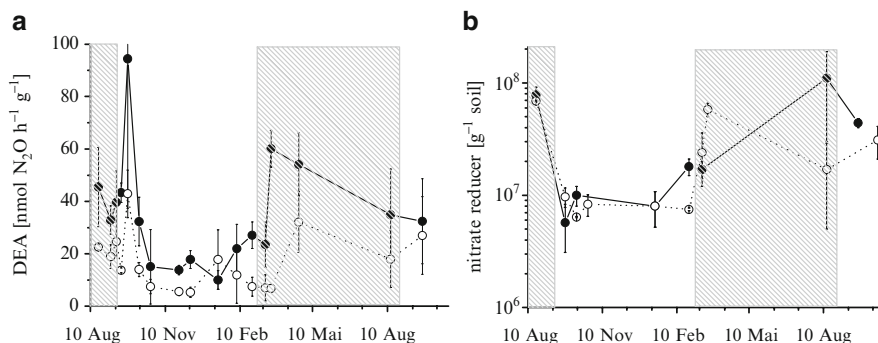 a
DEA [nmol N₂O h⁻¹ g⁻¹]
100
80
60
40
20
0
10 Aug
10 Nov
10 Feb
10 Mai
10 Aug
b
nitrate reducer [g⁻¹ soil]
10⁸
10⁷
10⁶
10 Aug
10 Nov
10 Feb
10 Mai
10 Aug